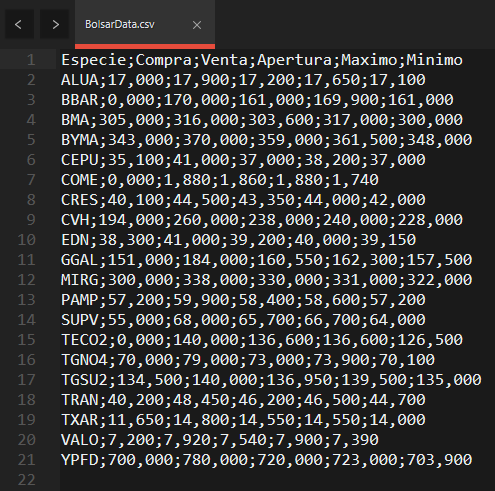 BolsarData.csv
1 Especie;Compra;Venta;Apertura;Maximo;Minimo
2 ALUA;17,000;17,900;17,200;17,650;17,100
3 BBAR;0,000;170,000;161,000;169,900;161,000
4 BMA;305,000;316,000;303,600;317,000;300,000
5 BYMA;343,000;370,000;359,000;361,500;348,000
6 CEPU;35,100;41,000;37,000;38,200;37,000
7 COME;0,000;1,880;1,860;1,880;1,740
8 CRES;40,100;44,500;43,350;44,000;42,000
9 CVH;194,000;260,000;238,000;240,000;228,000
10 EDN;38,300;41,000;39,200;40,000;39,150
11 GGAL;151,000;184,000;160,550;162,300;157,500
12 MIRG;300,000;338,000;330,000;331,000;322,000
13 PAMP;57,200;59,900;58,400;58,600;57,200
14 SUPV;55,000;68,000;65,700;66,700;64,000
15 TECO2;0,000;140,000;136,600;136,600;126,500
16 TGNO4;70,000;79,000;73,000;73,900;70,100
17 TGSU2;134,500;140,000;136,950;139,500;135,000
18 TRAN;40,200;48,450;46,200;46,500;44,700
19 TXAR;11,650;14,800;14,550;14,550;14,000
20 VALO;7,200;7,920;7,540;7,900;7,390
21 YPFD;700,000;780,000;720,000;723,000;703,900
22